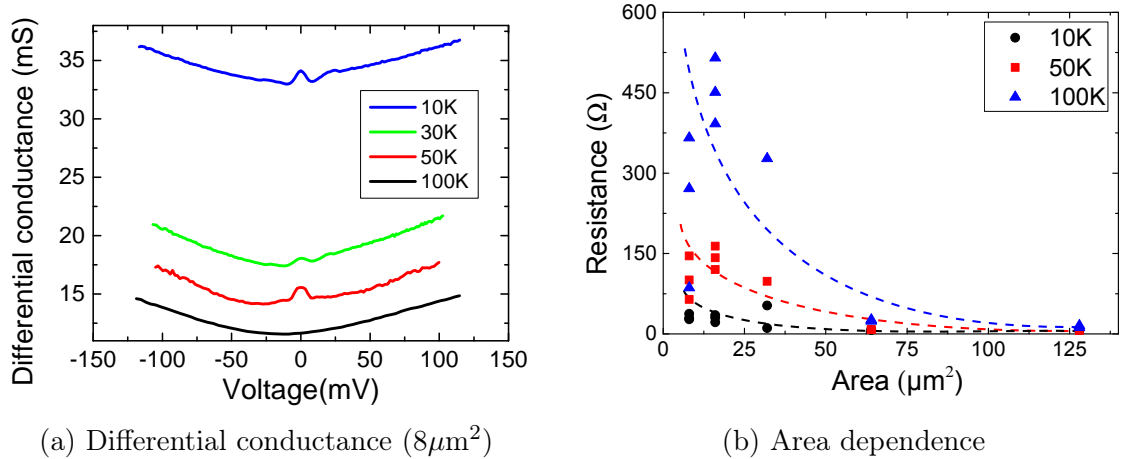 Differential conductance (mS)
35
30
25
20
15
-150
-100
-50
0
50
100
150
Voltage(mV)
10K
30K
50K
100K
(a) Differential conductance (8μm²)
Resistance (Ω)
600
450
300
150
0
0
25
50
75
100
125
Area (μm²)
10K
50K
100K
(b) Area dependence